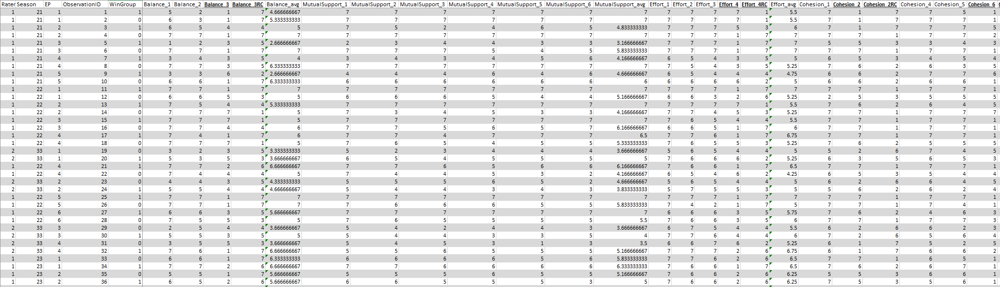 Rater Season EP ObservationID WinGroup Balance_1 Balance_2 Balance_3 Balance_3RC Balance_avg MutualSupport_1 MutualSupport_2 MutualSupport_3 MutualSupport_4 MutualSupport_5 MutualSupport_6 MutualSupport_avg Effort_1 Effort_2 Effort_3 Effort_4 Effort_4RC Effort_avg Cohesion_1 Cohesion_2 Cohesion_2RC Cohesion_4 Cohesion_5 Cohesion_6
1 21 1 1 1 5 2 1 7 4.666666667 7 7 7 7 7 7 7 7 7 7 7 1 5.5 7 1 7 7 5 1
1 21 1 2 0 6 3 1 7 5.333333333 7 7 7 7 7 7 7 7 7 7 7 1 5.5 7 1 7 7 7 1
1 21 2 3 1 6 5 4 4 5 7 5 2 4 6 5 4.833333333 7 7 7 5 3 6 7 1 7 7 7 5
1 21 2 4 0 7 7 1 7 7 7 7 7 7 7 7 7 7 7 7 1 7 7 7 7 1 7 7 2
1 21 3 5 1 1 2 3 5 2.666666667 2 3 4 4 3 3 3.166666667 7 7 7 1 7 7 5 5 3 3 4 3
1 21 3 6 0 7 7 1 7 7 7 7 7 5 4 5 5.833333333 7 7 7 1 7 7 7 7 1 7 7 1
1 21 4 7 1 3 4 3 5 4 3 4 3 4 5 6 4.166666667 6 5 4 3 5 5 6 5 3 4 5 4
1 21 4 8 0 7 7 3 5 6.333333333 7 7 7 7 7 7 7 7 5 4 3 5 5.25 7 6 2 6 3 5
1 21 5 9 1 3 3 6 2 2.666666667 4 4 4 6 4 6 4.666666667 6 5 4 4 4 4.75 6 6 2 7 7 6
1 21 5 10 0 6 6 1 7 6.333333333 6 6 6 6 6 6 6 6 6 6 6 2 5 6 6 2 6 6 1
1 22 1 11 1 7 7 1 7 7 7 7 7 7 7 7 7 7 7 7 1 7 7 7 7 1 7 7 1
1 22 1 12 0 6 6 5 3 5 6 6 6 5 4 4 5.166666667 6 6 3 2 6 5.25 2 5 3 5 5 5
1 22 2 13 1 7 5 4 4 5.333333333 7 7 7 7 7 7 7 7 7 7 7 1 5.5 7 6 2 6 4 5
1 22 2 14 0 7 7 7 1 5 7 3 4 5 3 3 4.166666667 7 7 4 5 3 5.25 7 7 1 7 7 7
1 22 3 15 1 7 7 7 1 5 7 7 7 7 7 7 7 7 6 5 4 4 5.5 7 7 1 7 7 1
1 22 3 16 0 7 7 4 4 6 7 7 5 6 5 7 6.166666667 6 6 5 1 7 6 7 7 1 7 7 1
1 22 4 17 1 7 4 1 7 6 7 7 4 7 7 7 6.5 7 7 6 1 7 6.75 7 7 1 7 7 1
1 22 4 18 0 7 7 7 1 5 7 6 5 4 5 5 5.333333333 7 6 5 5 3 5.25 7 6 2 5 5 5
2 33 1 19 0 3 2 3 5 3.333333333 5 2 3 4 4 4 3.666666667 5 6 5 4 4 5 5 2 6 7 4 5
2 33 1 20 1 5 3 5 3 3.666666667 6 5 4 5 5 5 5 7 6 6 6 2 5.25 6 3 5 6 5 3
1 22 4 21 1 7 7 2 6 6.666666667 7 7 6 5 6 6 6.166666667 7 6 6 1 7 6.5 7 7 1 7 7 1
1 22 4 22 0 7 4 4 4 5 7 4 4 5 3 2 4.166666667 6 5 4 6 2 4.25 6 5 3 5 4 4
2 33 2 23 0 4 4 3 5 4.333333333 5 5 5 6 5 2 4.666666667 5 6 5 4 4 5 6 2 6 6 4 5
2 33 2 24 1 5 5 4 4 4.666666667 5 4 4 3 4 3 3.833333333 5 7 5 5 3 5 5 6 2 6 2 4
1 22 5 25 1 7 7 1 7 7 7 7 7 7 7 7 7 7 7 7 1 7 7 7 7 1 7 7 1
1 22 5 26 0 7 7 1 7 7 7 6 6 6 5 5 5.833333333 7 4 2 1 7 5 7 7 1 7 4 1
1 22 6 27 1 6 6 3 5 5.666666667 7 7 7 7 7 7 7 6 6 6 3 5 5.75 7 6 2 4 6 3
1 22 6 28 0 7 5 5 3 5 7 6 5 5 5 5 5.5 7 6 6 3 5 6 7 7 1 7 7 3
2 33 3 29 0 2 5 4 4 3.666666667 5 4 2 4 4 3 3.666666667 6 7 5 4 4 5.5 6 2 6 6 2 3
2 33 3 30 1 5 5 3 5 5 5 4 4 3 3 5 4 7 7 6 4 4 6 7 2 6 5 6 4
2 33 4 31 0 3 5 5 3 3.666666667 5 4 5 3 1 3 3.5 6 6 7 6 2 5.25 6 1 7 5 2 5
2 33 4 32 1 7 6 1 7 6.666666667 5 5 6 5 5 5 5.166666667 7 7 7 2 6 6.75 6 1 7 6 6 2
1 23 1 33 0 6 6 1 7 6.333333333 6 6 6 6 5 6 5.833333333 7 7 6 2 6 6.5 7 7 1 6 5 1
1 23 1 34 1 7 7 2 6 6.666666667 7 7 6 6 6 6 6.333333333 7 6 6 1 7 6.5 7 6 2 6 7 1
1 23 2 35 0 5 5 1 7 5.666666667 5 5 5 6 5 5 5.166666667 7 6 6 2 6 6.25 5 5 3 6 6 1
1 23 2 36 1 6 5 2 6 5.666666667 6 6 5 5 5 3 5 7 6 6 2 6 6.25 7 5 3 5 6 1